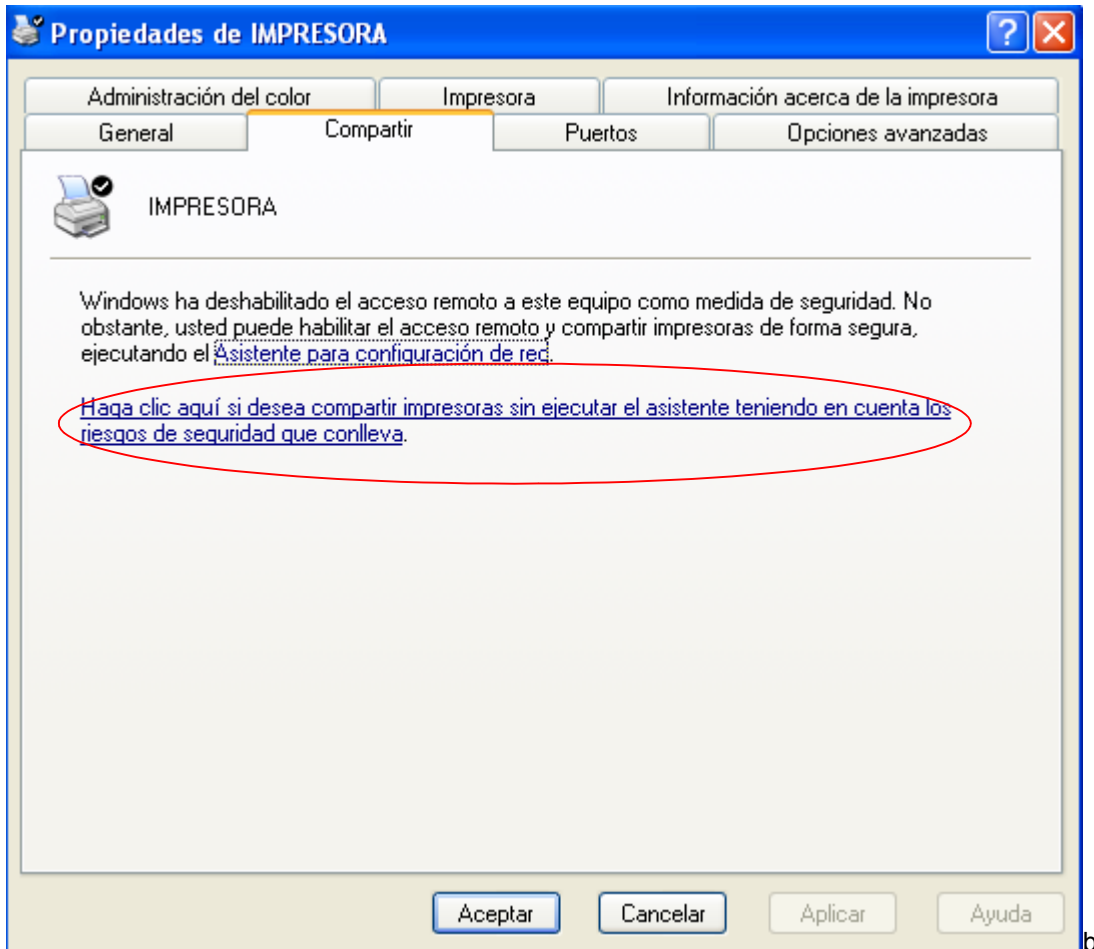 Propiedades de IMPRESORA
Administración del color Impresora Información acerca de la impresora
General Compartir Puertos Opciones avanzadas
IMPRESORA
Windows ha deshabilitado el acceso remoto a este equipo como medida de seguridad. No
obstante, usted puede habilitar el acceso remoto y compartir impresoras de forma segura,
ejecutando el Asistente para configuración de red.
Haga clic aquí si desea compartir impresoras sin ejecutar el asistente teniendo en cuenta los
riesgos de seguridad que conlleva.
Aceptar Cancelar Aplicar Ayuda
b